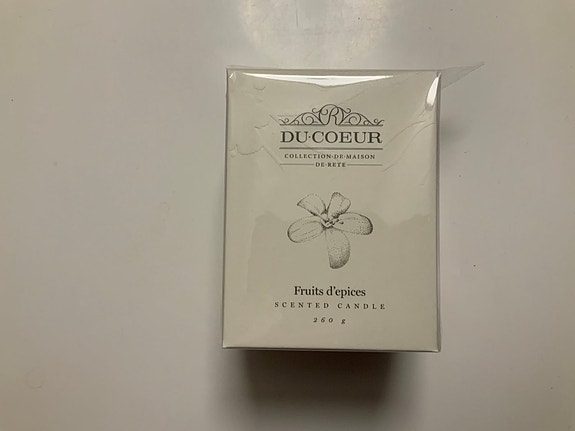 R
DU·COEUR
COLLECTION·DE·MAISON
DE·RETE
Fruits d'epices
SCENTED CANDLE
260 g